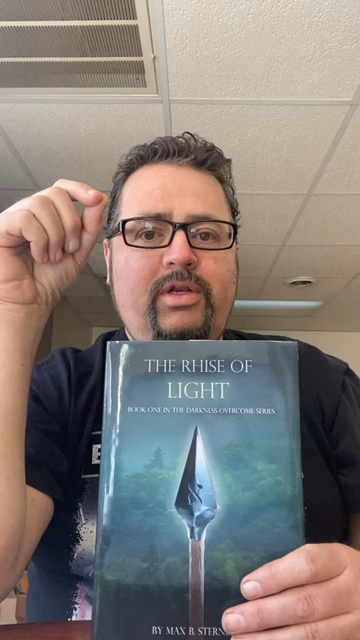 THE RHISE OF
LIGHT
BOOK ONE IN THE DARKNESS OVERCOME SERIES
BY MAX B. STERN